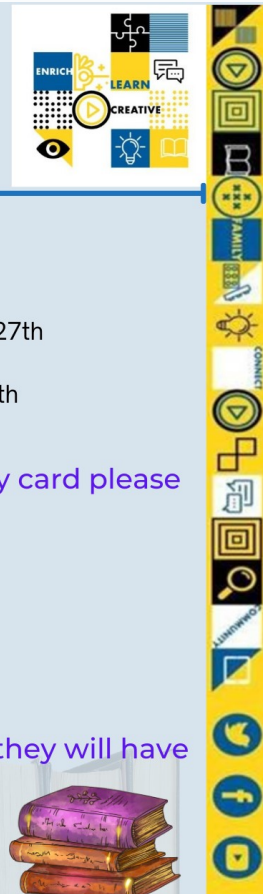 ENRICH
LEARN
CREATIVE
27th
th
y card please
they will have
FAMILY
CONNECT
COMMUNITY